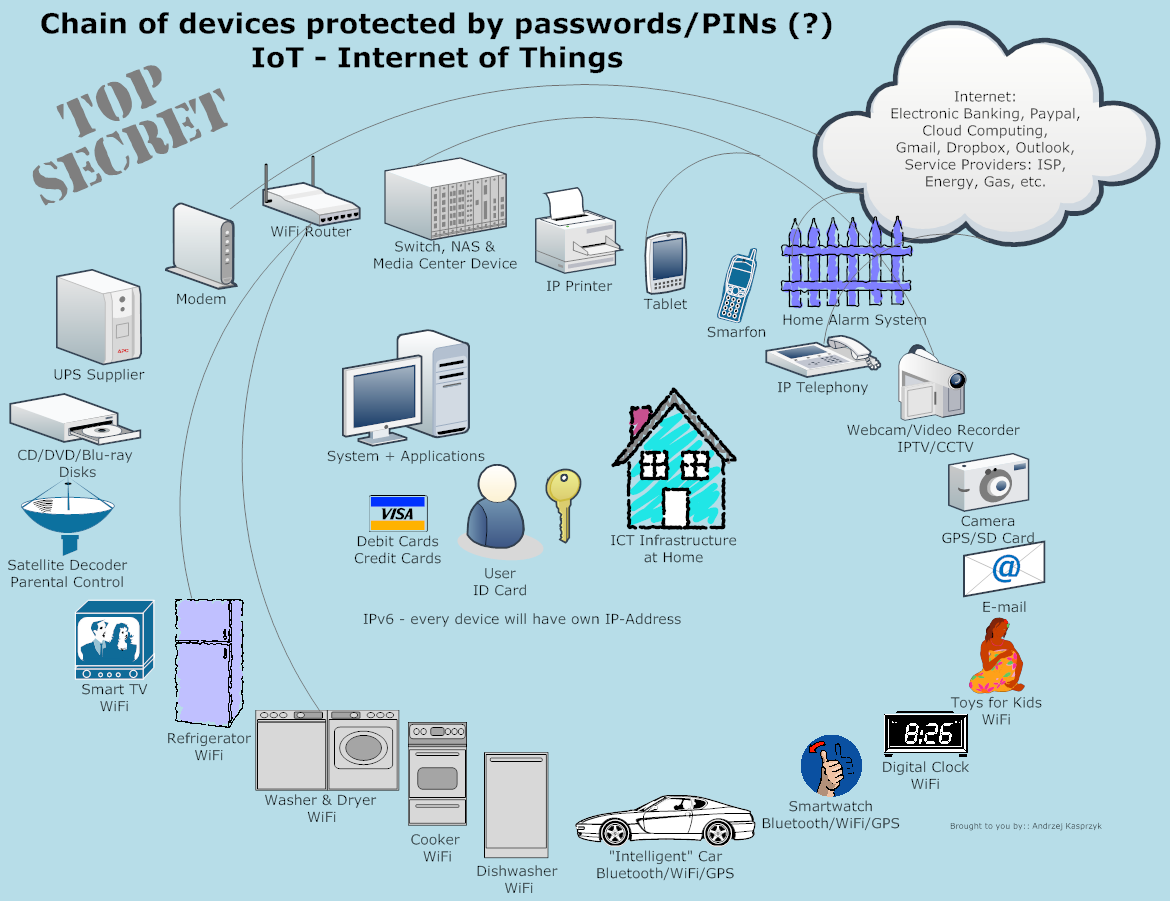 Chain of devices protected by passwords/PINs (?)
IoT - Internet of Things
TOP
SECRET
Internet:
Electronic Banking, Paypal,
Cloud Computing,
Gmail, Dropbox, Outlook,
Service Providers: ISP,
Energy, Gas, etc.
WiFi Router
Switch, NAS &
Media Center Device
IP Printer
Modem
Tablet
Smarfon
Home Alarm System
UPS Supplier
APC
IP Telephony
Webcam/Video Recorder
IPTV/CCTV
CD/DVD/Blu-ray
Disks
System + Applications
VISA
Debit Cards
Credit Cards
User
ID Card
ICT Infrastructure
at Home
Camera
GPS/SD Card
@
E-mail
Satellite Decoder
Parental Control
IPv6 - every device will have own IP-Address
Smart TV
WiFi
Refrigerator
WiFi
Toys for Kids
WiFi
8:26
Digital Clock
WiFi
Washer & Dryer
WiFi
Smartwatch
Bluetooth/WiFi/GPS
Cooker
WiFi
"Intelligent" Car
Bluetooth/WiFi/GPS
Dishwasher
WiFi
Brought to you by:: Andrzej Kasprzyk